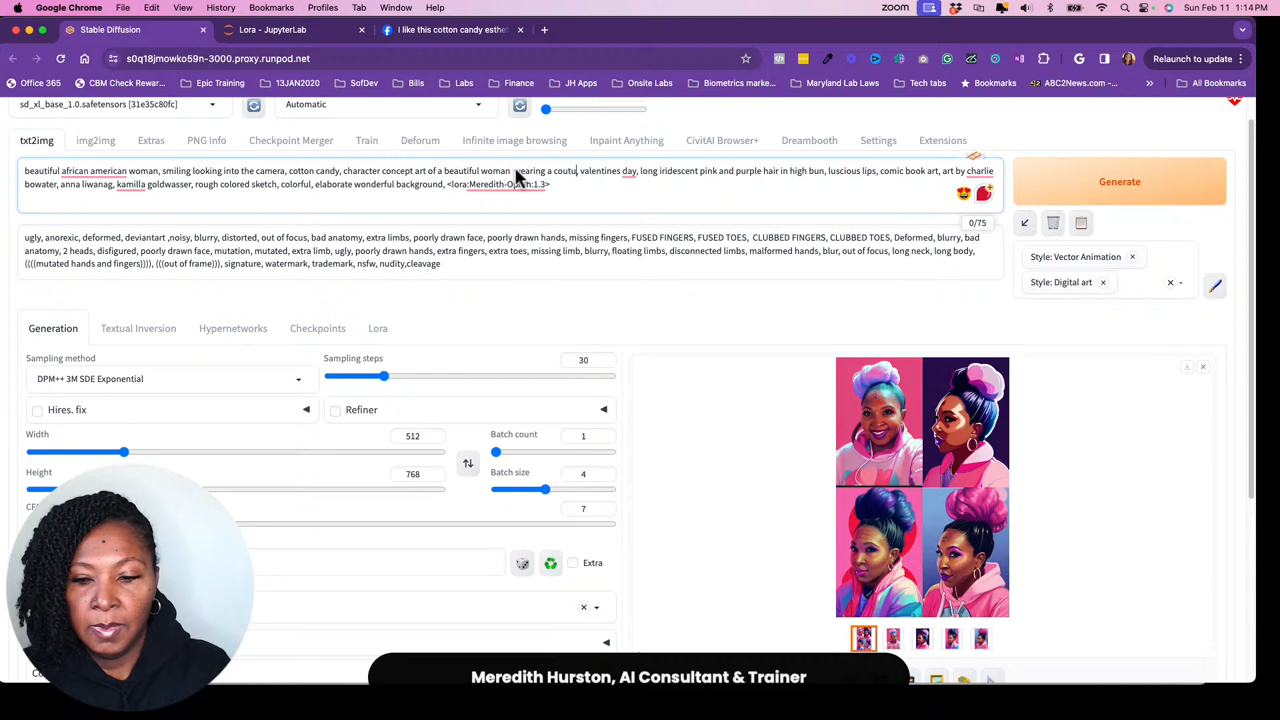 Chrome File Edit View History Bookmarks Profiles Tab Window Help zoom Sun Feb 11 1:14 PM
Stable Diffusion Lora - JupyterLab I like this cotton candy esthe
s0q18jmowko59n-3000.proxy.runpod.net Relaunch to update
Office 365 CBM Check Rewar... Epic Training 13JAN2020 SofDev Bills Labs Finance JH Apps Onsite Labs Biometrics marke... Maryland Lab Laws Tech tabs Bookmarks ABC2News.com -... All Bookmarks
sd_xl_base_1.0.safetensors [31e35c80fc] Automatic
txt2img img2img Extras PNG Info Checkpoint Merger Train Deforum Infinite image browsing Inpaint Anything CivitAI Browser+ Dreambooth Settings Extensions
beautiful african american woman, smiling looking into the camera, cotton candy, character concept art of a beautiful woman wearing a coutu, valentines day, long iridescent pink and purple hair in high bun, luscious lips, comic book art, art by charlie
bowater, anna liwanag, kamilla goldwasser, rough colored sketch, colorful, elaborate wonderful background, <lora:Meredith-:1.3>
Generate
0/75
ugly, anorexic, deformed, deviantart ,noisy, blurry, distorted, out of focus, bad anatomy, extra limbs, poorly drawn face, poorly drawn hands, missing fingers, FUSED FINGERS, FUSED TOES, CLUBBED FINGERS, CLUBBED TOES, Deformed, blurry, bad
anatomy, 2 heads, disfigured, poorly drawn face, mutation, mutated, extra limb, ugly, poorly drawn hands, extra fingers, extra toes, missing limb, blurry, floating limbs, disconnected limbs, malformed hands, blur, out of focus, long neck, long body,
((((mutated hands and fingers)))), (((out of frame))), signature, watermark, trademark, nsfw, nudity,cleavage
Style: Vector Animation ×
Style: Digital art ×
Generation Textual Inversion Hypernetworks Checkpoints Lora
Sampling method Sampling steps 30
DPM++ 3M SDE Exponential
Hires. fix Refiner
Width 512 Batch count 1
Height 768 Batch size 4
7
Extra
Meredith Hurston, AI Consultant & Trainer